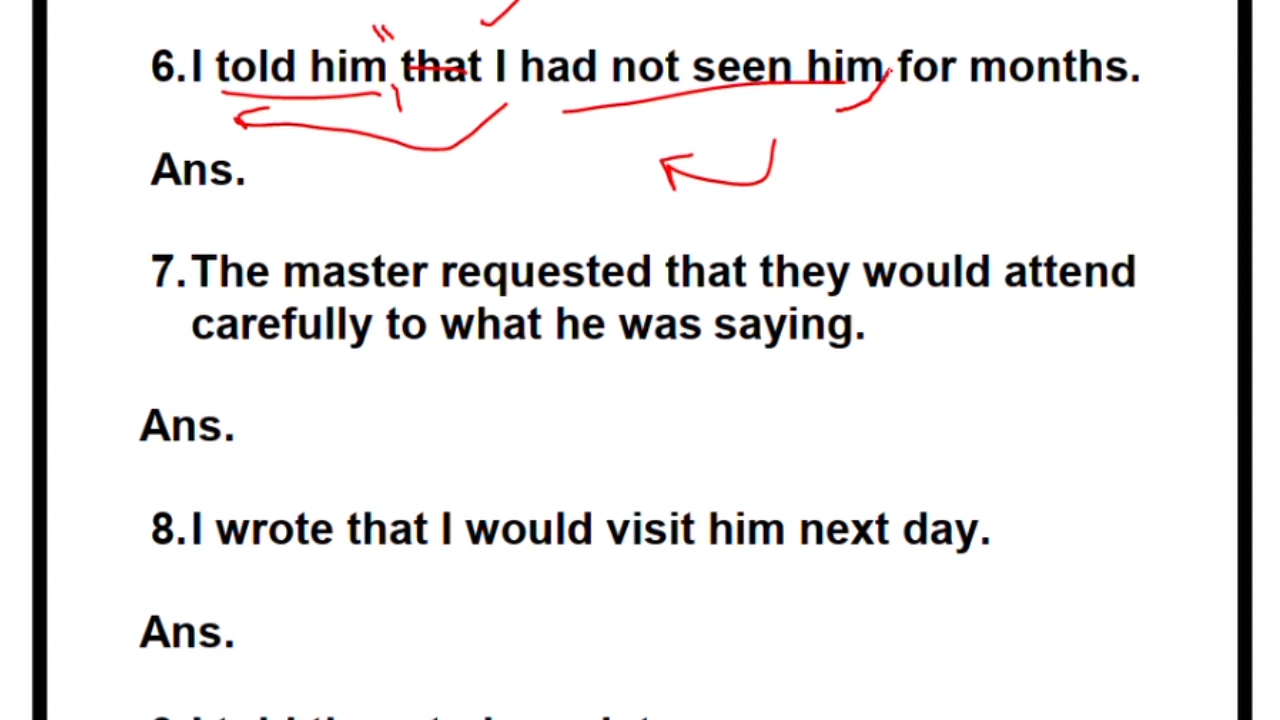 6. I told him that I had not seen him for months.
Ans.
7. The master requested that they would attend
carefully to what he was saying.
Ans.
8. I wrote that I would visit him next day.
Ans.